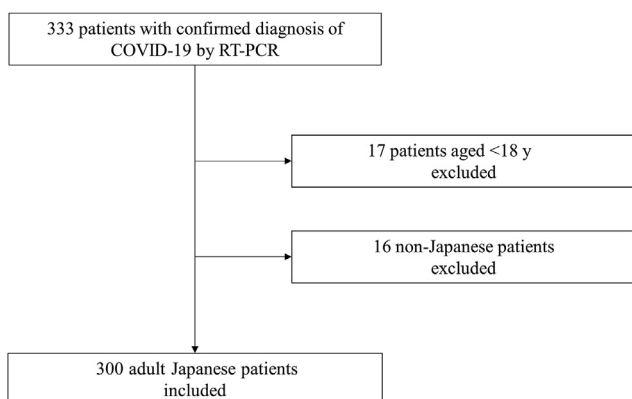 333 patients with confirmed diagnosis of
COVID-19 by RT-PCR
17 patients aged <18 y
excluded
16 non-Japanese patients
excluded
300 adult Japanese patients
included